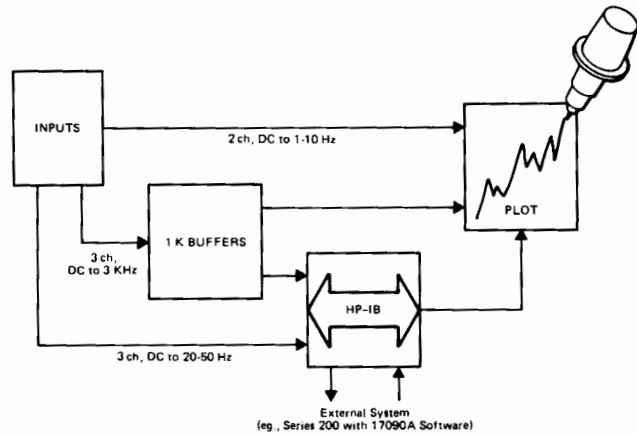 INPUTS
2 ch, DC to 1-10 Hz
PLOT
1 K BUFFERS
3 ch,
DC to 3 KHz
HP-IB
3 ch, DC to 20-50 Hz
External System
(eg., Series 200 with 17090A Software)